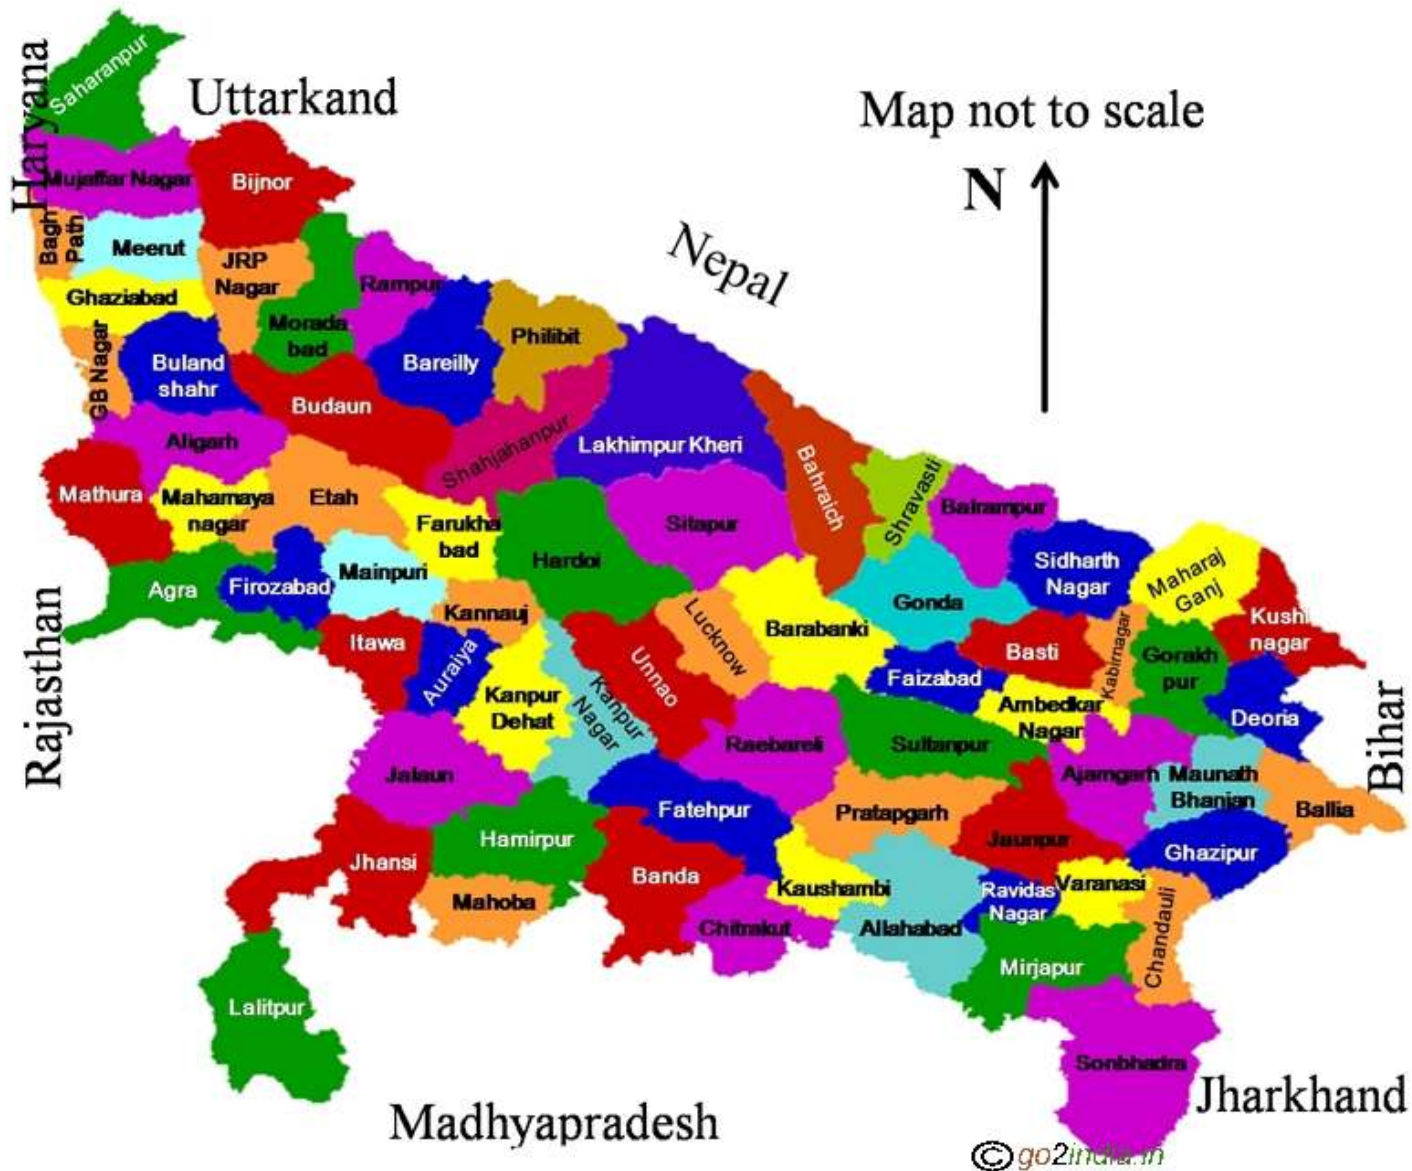 Saharanpur
Haryana
Uttarkand
Map not to scale
N
Mujaffar Nagar
Bijnor
Bagh
Path
Meerut
JRP
Nagar
Nepal
Ghaziabad
Rampur
Morada
bad
Philibit
GB Nagar
Buland
shahr
Bareilly
Budaun
Aligarh
Shahjahanpur
Lakhimpur Kheri
Bahraich
Shravasti
Mathura
Mahamaya
nagar
Etah
Farukha
bad
Sitapur
Balrampur
Hardoi
Sidharth
Nagar
Maharaj
Ganj
Agra
Firozabad
Mainpuri
Gonda
Kannauj
Lucknow
Barabanki
Kushi
nagar
Rajasthan
Itawa
Auraiya
Unnao
Basti
Kabirnagar
Gorakh
pur
Faizabad
Kanpur
Dehat
Kanpur
Nagar
Ambedkar
Nagar
Deoria
Bihar
Raebareli
Sultanpur
Jalaun
Ajamgarh
Maunath
Bhanjan
Fatehpur
Pratapgarh
Ballia
Hamirpur
Jaunpur
Ghazipur
Jhansi
Banda
Kaushambi
Ravidas
Nagar
Varanasi
Mahoba
Chitrakut
Allahabad
Chandauli
Mirjapur
Lalitpur
Sonbhadra
Jharkhand
Madhyapradesh
© go2india.in